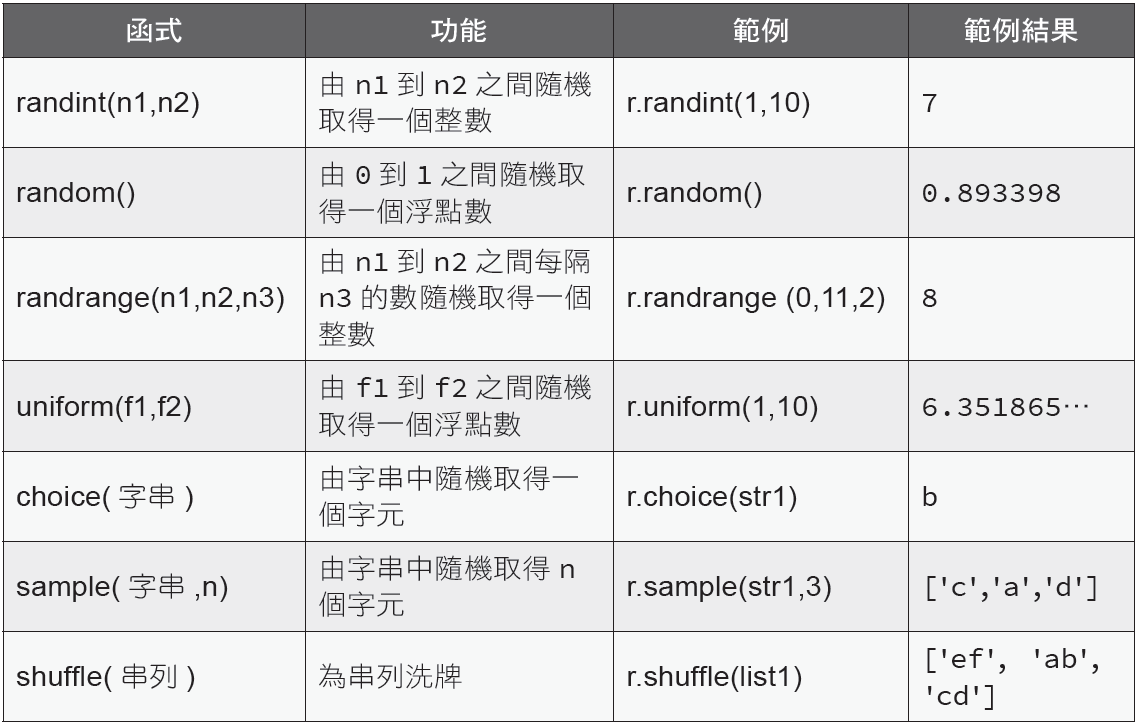 函式 功能 範例 範例結果
randint(n1,n2) 由 n1 到 n2 之間隨機 r.randint(1,10) 7
取得一個整數
random() 由 0 到 1 之間隨機取 r.random() 0.893398
得一個浮點數
randrange(n1,n2,n3) 由 n1 到 n2 之間每隔 r.randrange (0,11,2) 8
n3 的數隨機取得一個
整數
uniform(f1,f2) 由 f1 到 f2 之間隨機 r.uniform(1,10) 6.351865⋯
取得一個浮點數
choice( 字串 ) 由字串中隨機取得一 r.choice(str1) b
個字元
sample( 字串 ,n) 由字串中隨機取得 n r.sample(str1,3) ['c','a','d']
個字元
shuffle( 串列 ) 為串列洗牌 r.shuffle(list1) ['ef', 'ab',
'cd']